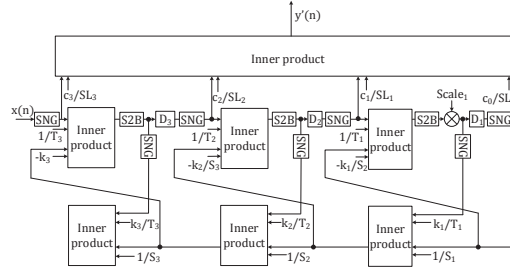 y'(n)
Inner product
c₃/SL₃
c₂/SL₂
c₁/SL₁
c₀/SL
Scale₁
x(n)
SNG
Inner product
S2B
D₃
SNG
Inner product
S2B
D₂
SNG
Inner product
S2B
D₁
SNG
1/T₃
1/T₂
1/T₁
-k₃
-k₂/S₃
-k₁/S₂
SNG
SNG
SNG
Inner product
k₃/T₃
1/S₃
Inner product
k₂/T₂
1/S₂
Inner product
k₁/T₁
1/S₁